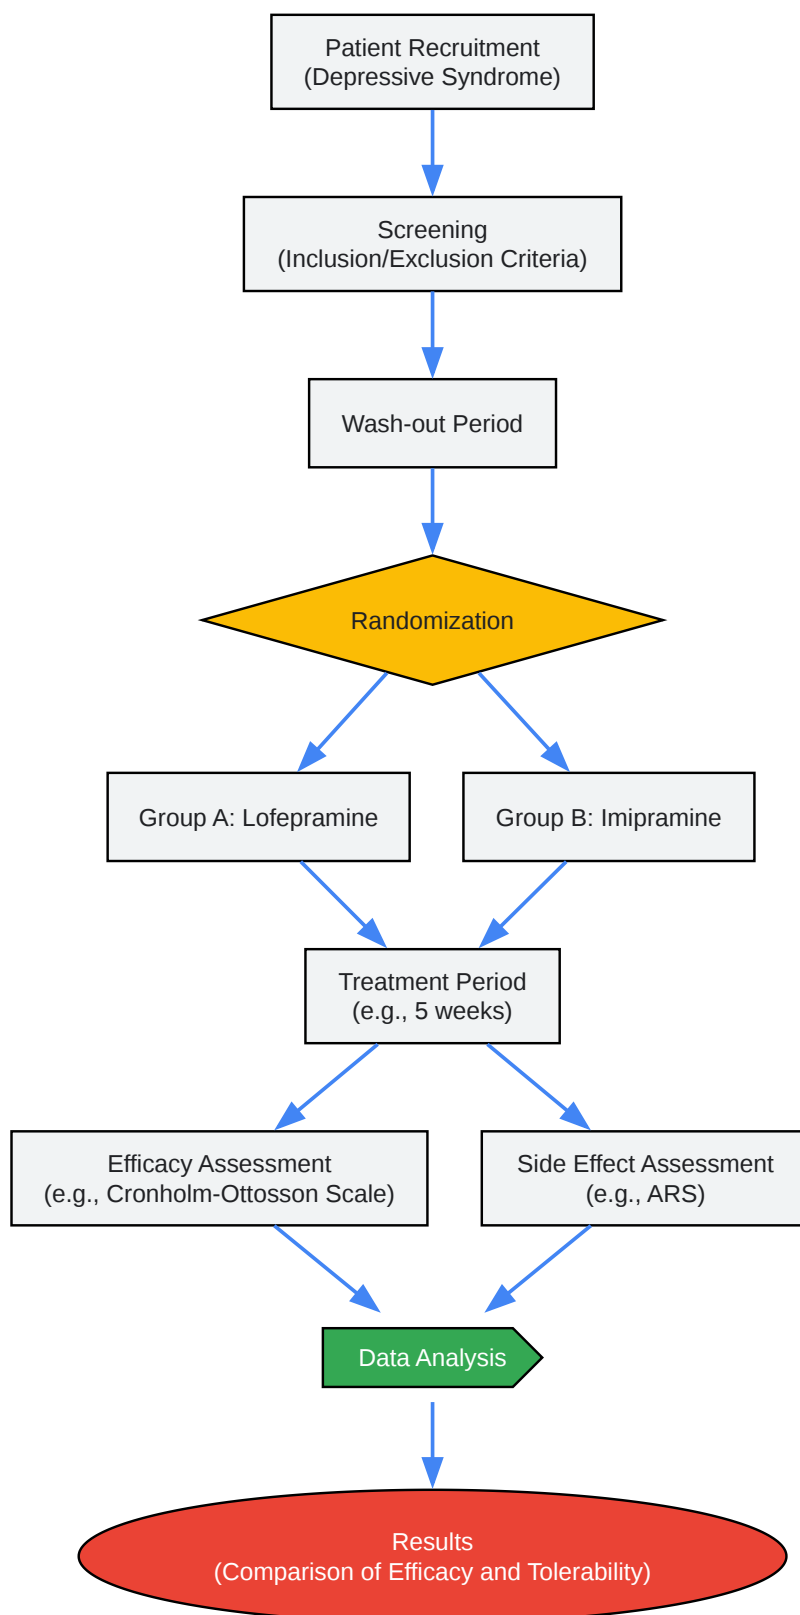 Patient Recruitment
(Depressive Syndrome)
Screening
(Inclusion/Exclusion Criteria)
Wash-out Period
Randomization
Group A: Lofepramine
Group B: Imipramine
Treatment Period
(e.g., 5 weeks)
Efficacy Assessment
(e.g., Cronholm-Ottosson Scale)
Side Effect Assessment
(e.g., ARS)
Data Analysis
Results
(Comparison of Efficacy and Tolerability)